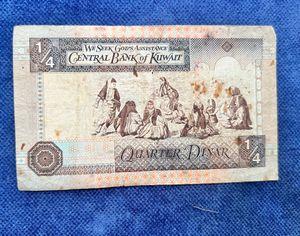 1/4
WE SEEK GOD'S ASSISTANCE
CENTRAL BANK OF KUWAIT
QUARTER DINAR
1/4